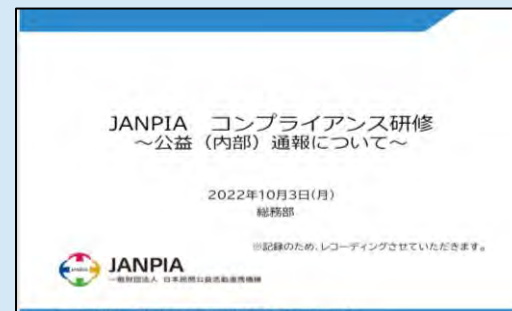 JANPIA　コンプライアンス研修
～公益（内部）通報について～
2022年10月3日(月)
総務部
※記録のため、レコーディングさせていただきます。
JANPIA
JANPIA
一般財団法人 日本民間公益活動連携機構